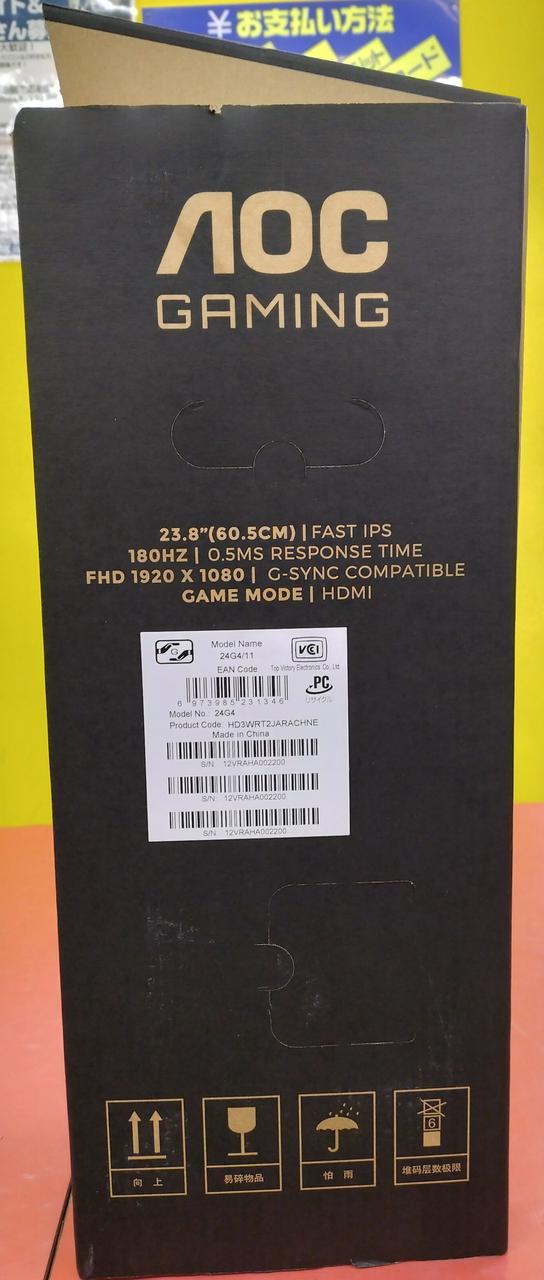 ¥お支払い方法
AOC
GAMING
23.8"(60.5CM) | FAST IPS
180HZ | 0.5MS RESPONSE TIME
FHD 1920 X 1080 | G-SYNC COMPATIBLE
GAME MODE | HDMI
Model Name
24G4/11
EAN Code
VCCI
Top Victory Electronics Co., Ltd
PC
リサイクル
6 973985 231346
Model No.: 24G4
Product Code: HD3WRT2JARACHNE
Made in China
S/N: 12VRAHA002200
S/N: 12VRAHA002200
S/N: 12VRAHA002200
6
向 上
易碎物品
怕 雨
堆码层数极限